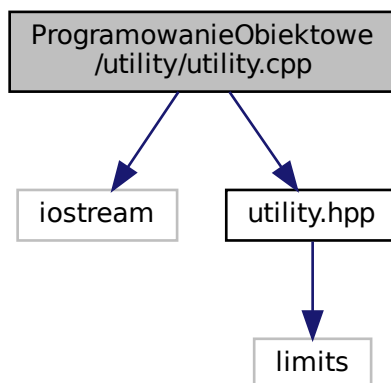 ProgramowanieObiektowe
/utility/utility.cpp
iostream
utility.hpp
limits